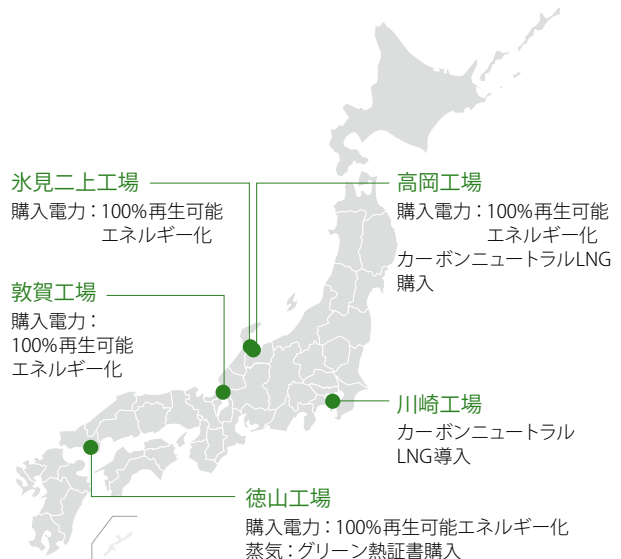 氷見二上工場
購入電力：100%再生可能
エネルギー化
高岡工場
購入電力：100%再生可能
エネルギー化
カーボンニュートラルLNG
購入
敦賀工場
購入電力：
100%再生可能
エネルギー化
川崎工場
カーボンニュートラル
LNG導入
徳山工場
購入電力：100%再生可能エネルギー化
蒸気：グリーン熱証書購入